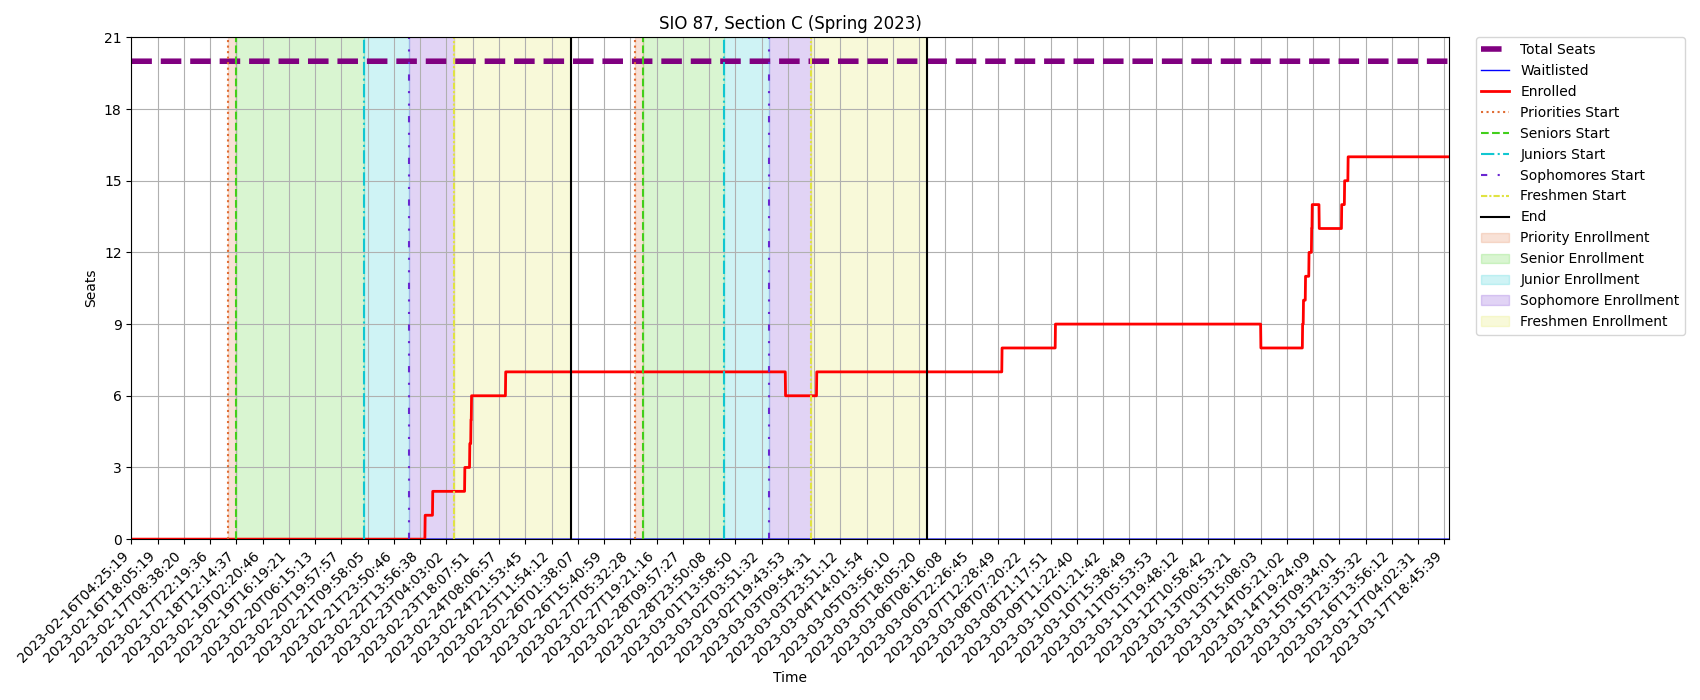 SIO 87, Section C (Spring 2023)
21
18
15
12
9
6
3
0
Seats
2023-02-16T04:25:19
2023-02-16T18:05:19
2023-02-17T08:38:20
2023-02-17T22:19:36
2023-02-18T12:14:37
2023-02-19T02:20:46
2023-02-19T16:19:21
2023-02-20T06:15:13
2023-02-20T19:57:57
2023-02-21T09:58:05
2023-02-21T23:50:46
2023-02-22T13:56:38
2023-02-23T04:03:02
2023-02-23T18:07:51
2023-02-24T08:06:57
2023-02-24T21:53:45
2023-02-25T11:54:12
2023-02-26T01:38:07
2023-02-26T15:40:59
2023-02-27T05:32:28
2023-02-27T19:21:16
2023-02-28T09:57:27
2023-02-28T23:50:08
2023-03-01T13:58:50
2023-03-02T03:51:32
2023-03-02T19:43:53
2023-03-03T09:54:31
2023-03-03T23:51:12
2023-03-04T14:01:54
2023-03-05T03:56:10
2023-03-05T18:05:20
2023-03-06T08:16:08
2023-03-06T22:26:45
2023-03-07T12:28:49
2023-03-08T07:20:22
2023-03-08T21:17:51
2023-03-09T11:22:40
2023-03-10T01:21:42
2023-03-10T15:38:49
2023-03-11T05:53:53
2023-03-11T19:48:12
2023-03-12T10:58:42
2023-03-13T00:53:21
2023-03-13T15:08:03
2023-03-14T05:21:02
2023-03-14T19:24:09
2023-03-15T09:34:01
2023-03-15T23:35:32
2023-03-16T13:56:12
2023-03-17T04:02:31
2023-03-17T18:45:39
Time
Total Seats
Waitlisted
Enrolled
Priorities Start
Seniors Start
Juniors Start
Sophomores Start
Freshmen Start
End
Priority Enrollment
Senior Enrollment
Junior Enrollment
Sophomore Enrollment
Freshmen Enrollment